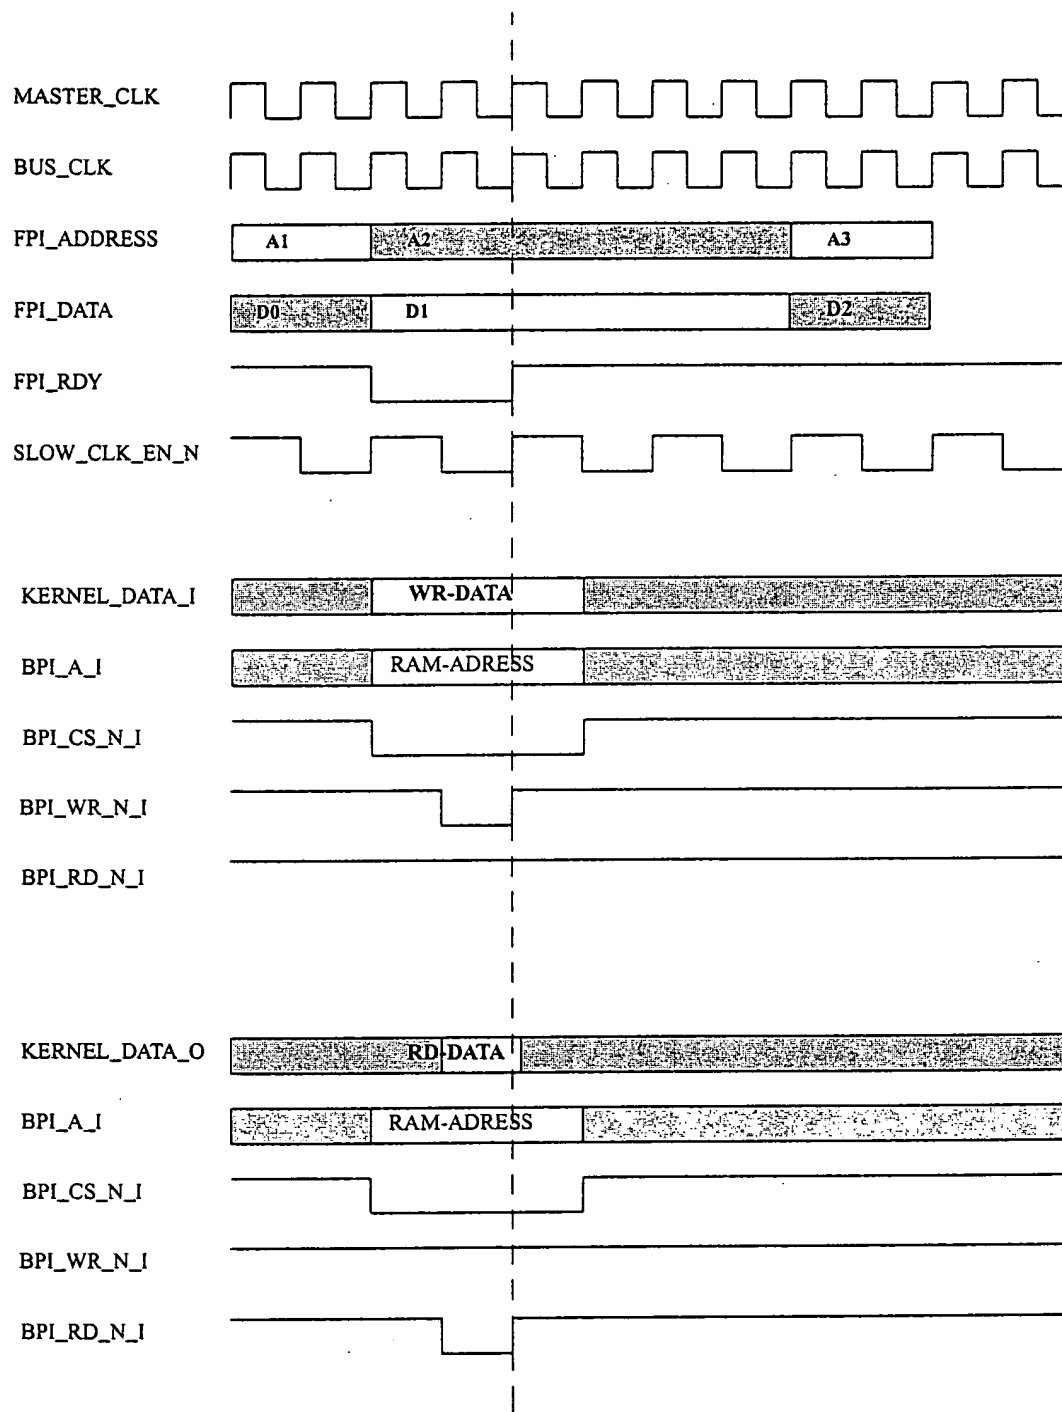 MASTER_CLK
BUS_CLK
FPI_ADDRESS A1 A2 A3
FPI_DATA D0 D1 D2
FPI_RDY
SLOW_CLK_EN_N
KERNEL_DATA_I WR-DATA
BPI_A_I RAM-ADRESS
BPI_CS_N_I
BPI_WR_N_I
BPI_RD_N_I
KERNEL_DATA_O RD-DATA
BPI_A_I RAM-ADRESS
BPI_CS_N_I
BPI_WR_N_I
BPI_RD_N_I